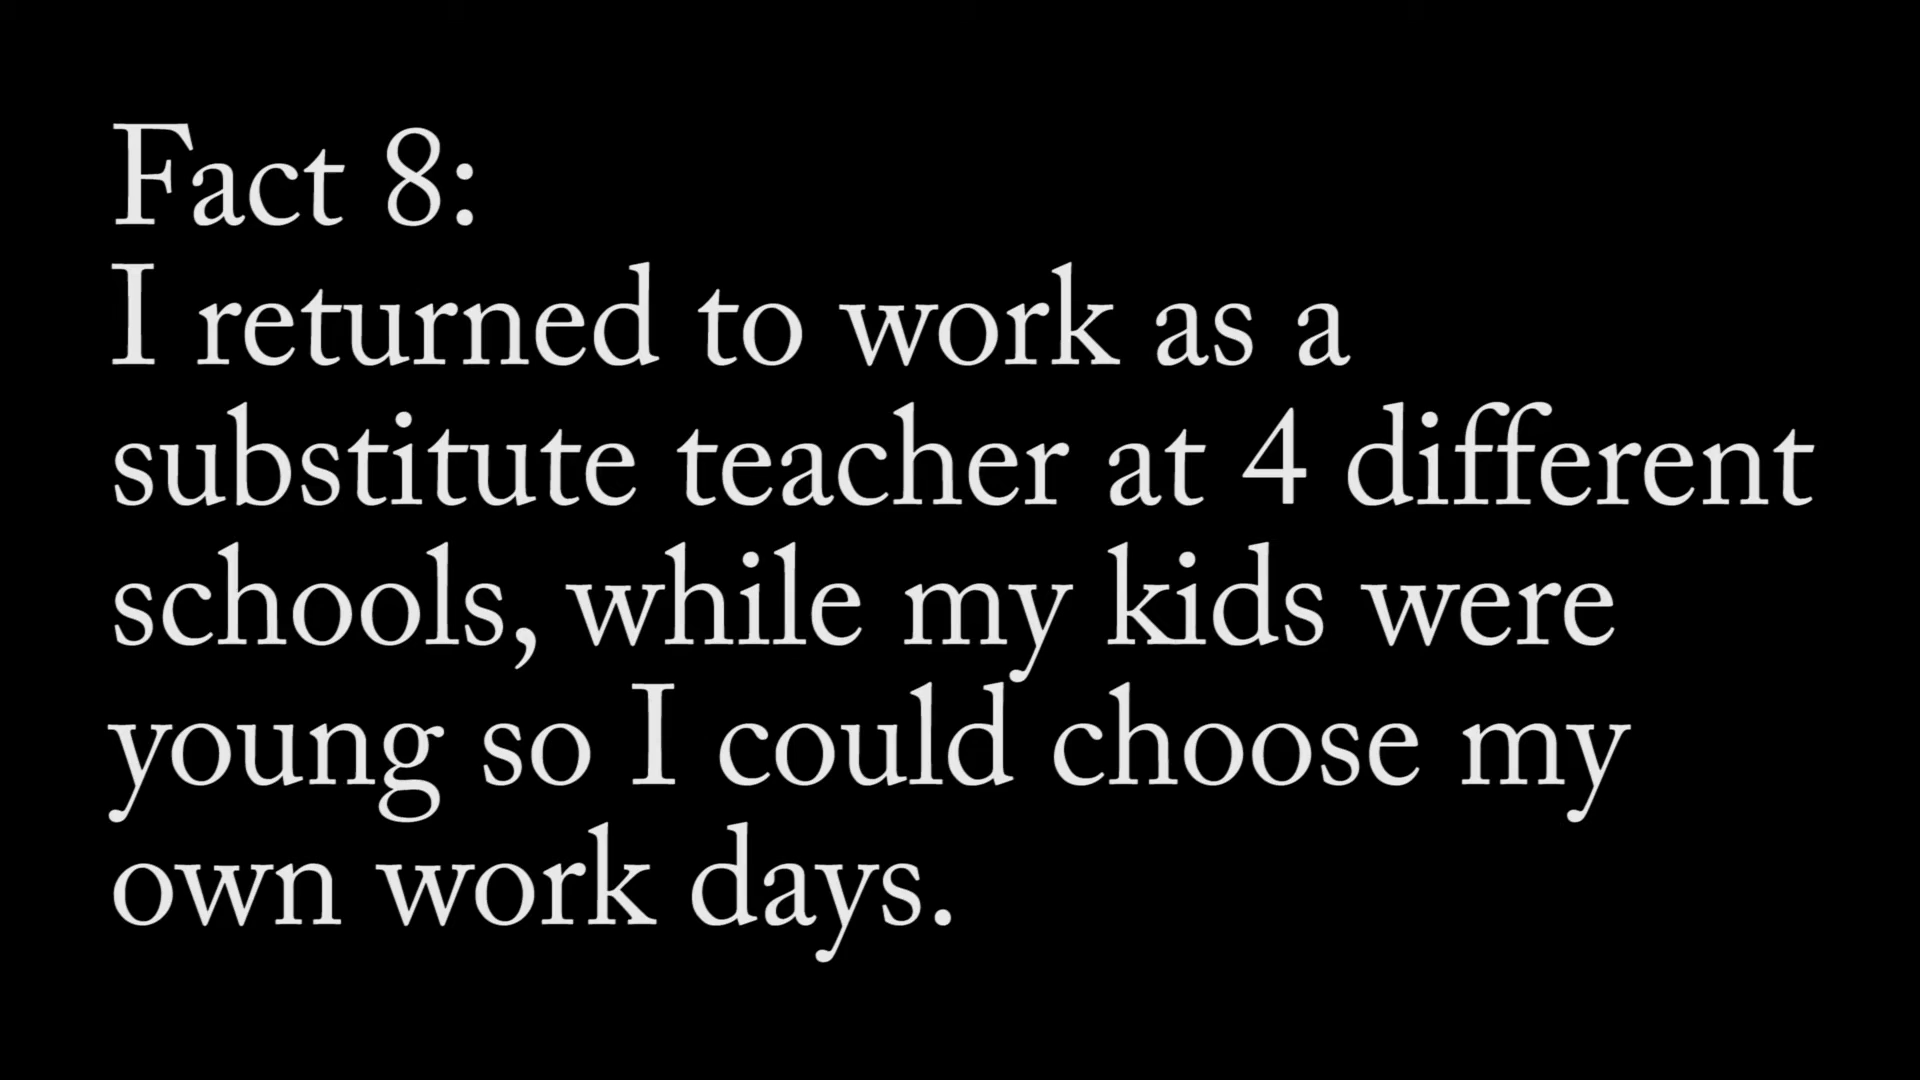 Fact 8:
I returned to work as a
substitute teacher at 4 different
schools, while my kids were
young so I could choose my
own work days.